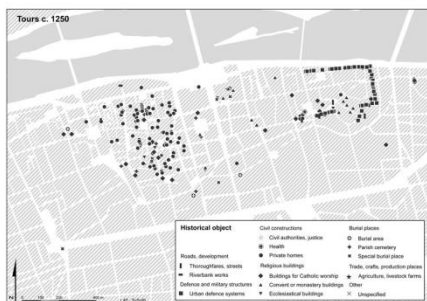 Tours c. 1250
Historical object
Roads, development
Thoroughfares, streets
Riverbank works
Defence and military structures
Urban defence systems
Civil constructions
Civil authorities, justice
Health
Private homes
Religious buildings
Buildings for Catholic worship
Convent or monastery buildings
Ecclesiastical buildings
Burial places
Burial area
Parish cemetery
Special burial place
Trade, crafts, production places
Agriculture, livestock farms
Other
Unspecified